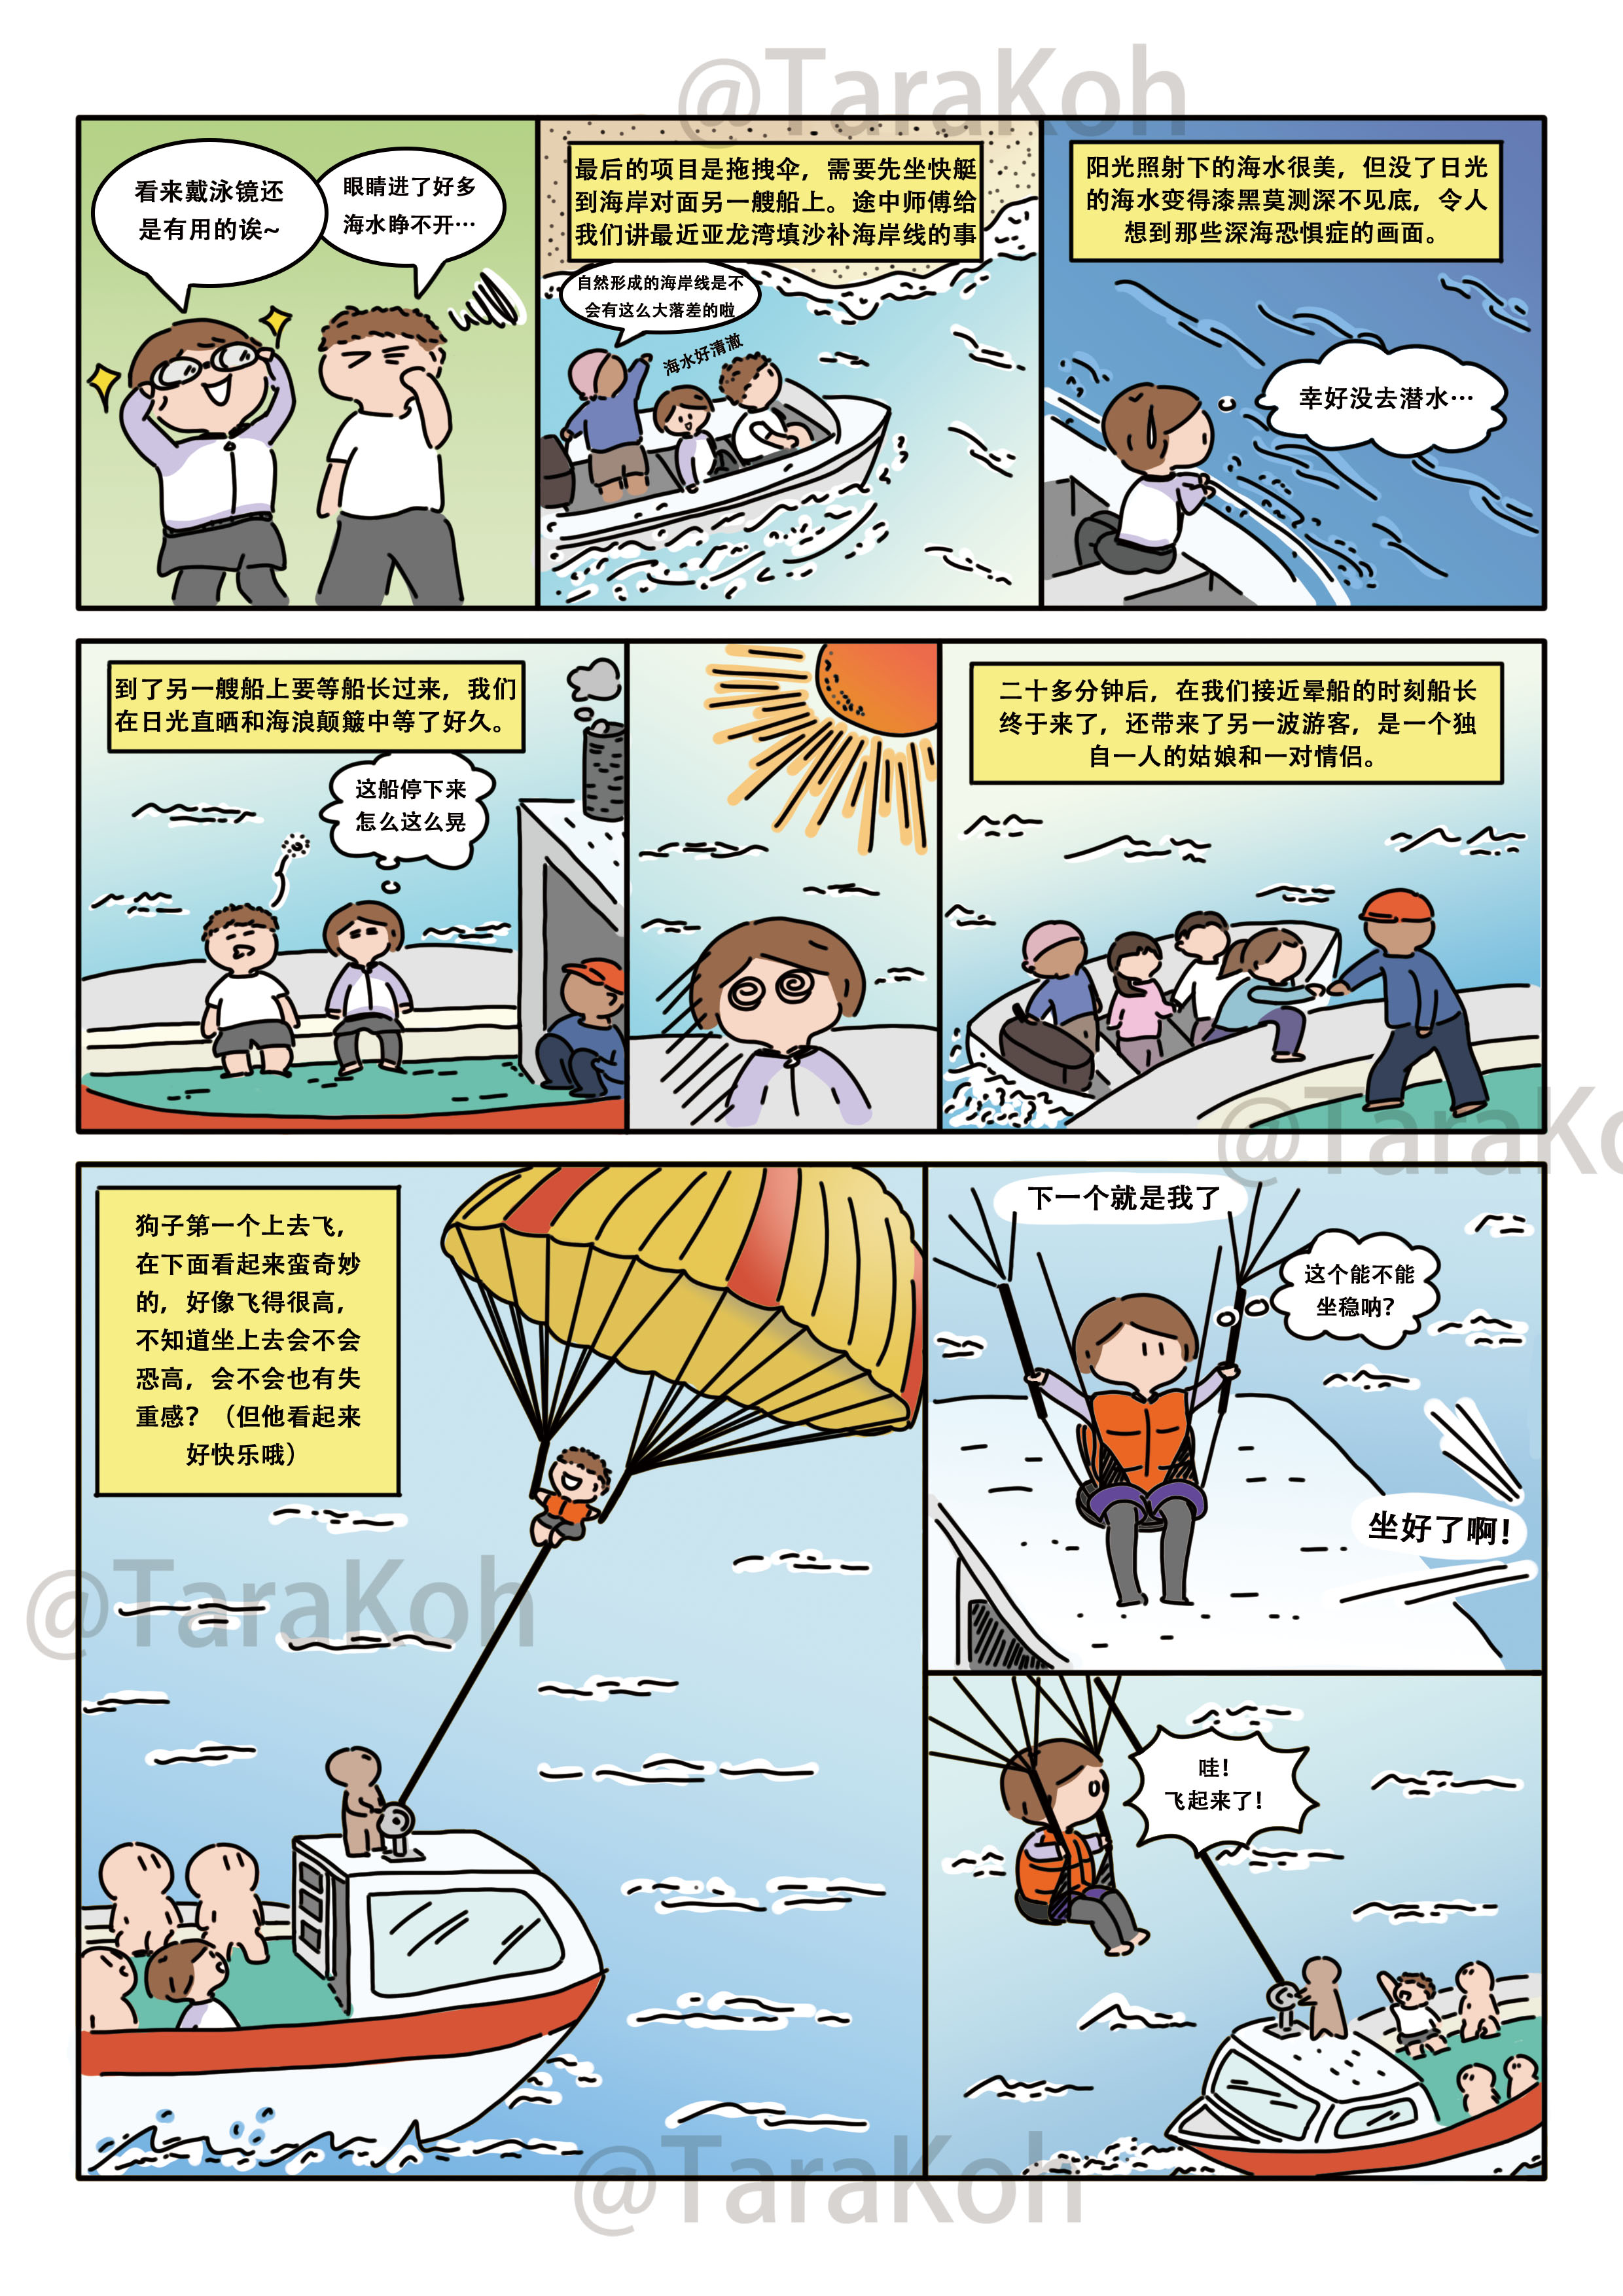 @TaraKoh
看来戴泳镜还
是有用的诶~
眼睛进了好多
海水睁不开…
最后的项目是拖拽伞，需要先坐快艇
到海岸对面另一艘船上。途中师傅给
我们讲最近亚龙湾填沙补海岸线的事
自然形成的海岸线是不
会有这么大落差的啦
海水好清澈
阳光照射下的海水很美，但没了日光
的海水变得漆黑莫测深不见底，令人
想到那些深海恐惧症的画面。
幸好没去潜水…
到了另一艘船上要等船长过来，我们
在日光直晒和海浪颠簸中等了好久。
这船停下来
怎么这么晃
二十多分钟后，在我们接近晕船的时刻船长
终于来了，还带来了另一波游客，是一个独
自一人的姑娘和一对情侣。
@TaraKo
狗子第一个上去飞，
在下面看起来蛮奇妙
的，好像飞得很高，
不知道坐上去会不会
恐高，会不会也有失
重感？（但他看起来
好快乐哦）
下一个就是我了
这个能不能
坐稳呐？
坐好了啊！
@TaraKoh
哇！
飞起来了！
@TaraKoh